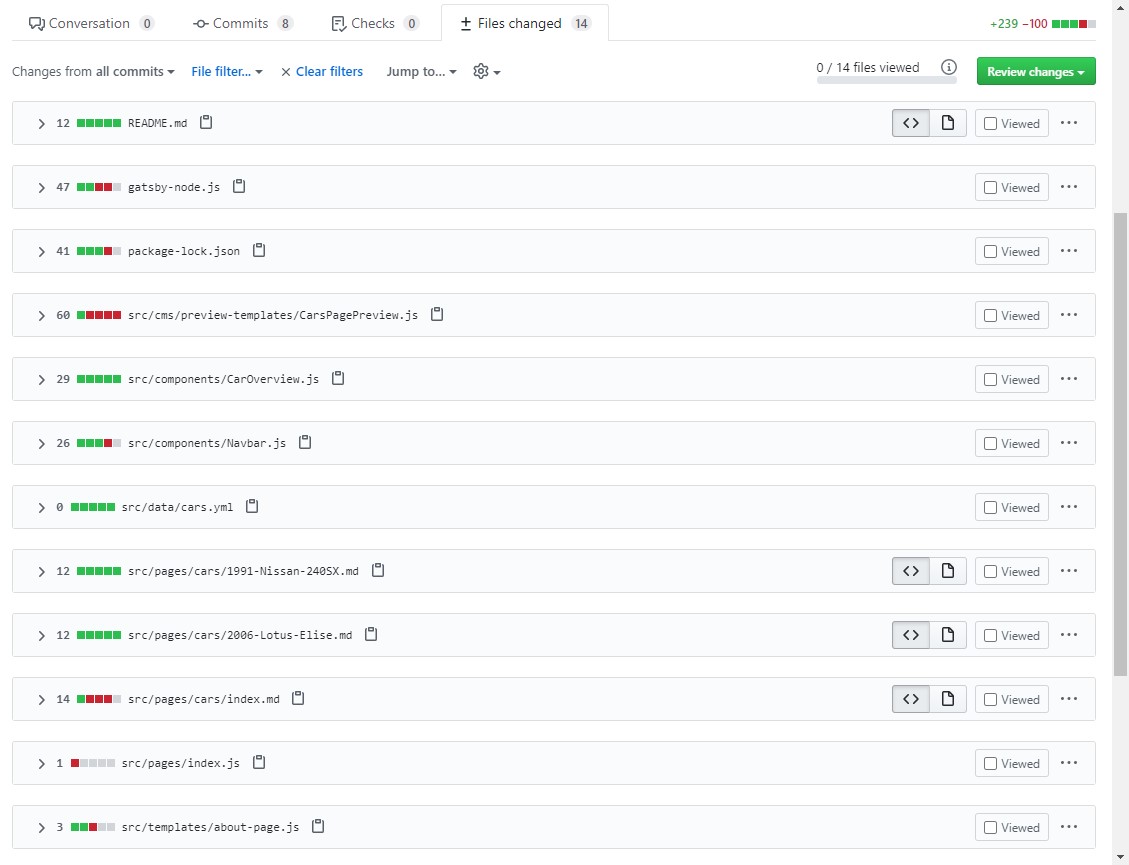 Conversation 0 Commits 8 Checks 0 Files changed 14 +239 −100
Changes from all commits File filter... × Clear filters Jump to... 0 / 14 files viewed Review changes
12 README.md Viewed
47 gatsby-node.js Viewed
41 package-lock.json Viewed
60 src/cms/preview-templates/CarsPagePreview.js Viewed
29 src/components/CarOverview.js Viewed
26 src/components/Navbar.js Viewed
0 src/data/cars.yml Viewed
12 src/pages/cars/1991-Nissan-240SX.md Viewed
12 src/pages/cars/2006-Lotus-Elise.md Viewed
14 src/pages/cars/index.md Viewed
1 src/pages/index.js Viewed
3 src/templates/about-page.js Viewed